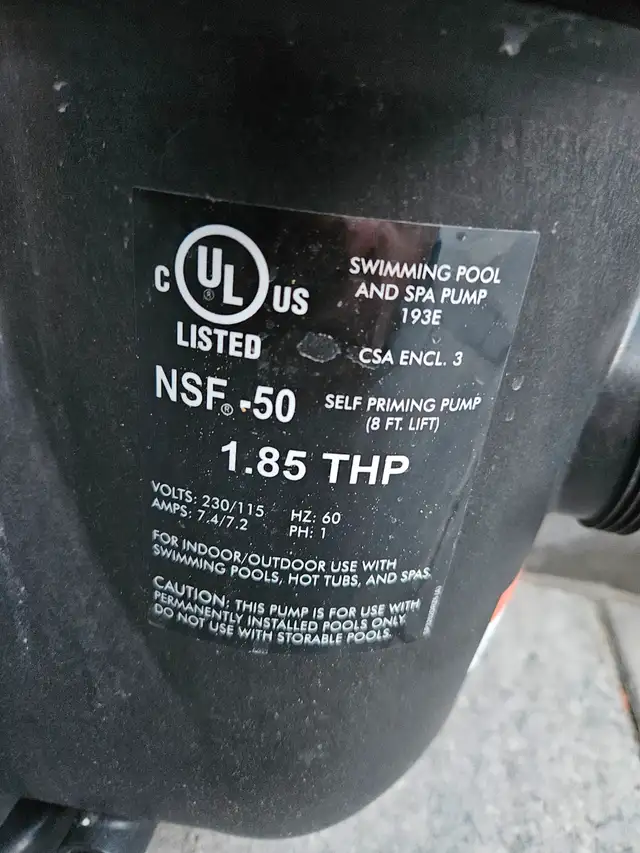 C UL® US
LISTED
SWIMMING POOL
AND SPA PUMP
193E
CSA ENCL. 3
NSF®-50
SELF PRIMING PUMP
(8 FT. LIFT)
1.85 THP
VOLTS: 230/115
AMPS: 7.4/7.2
HZ: 60
PH: 1
FOR INDOOR/OUTDOOR USE WITH
SWIMMING POOLS, HOT TUBS, AND SPAS.
CAUTION: THIS PUMP IS FOR USE WITH
PERMANENTLY INSTALLED POOLS ONLY.
DO NOT USE WITH STORABLE POOLS.